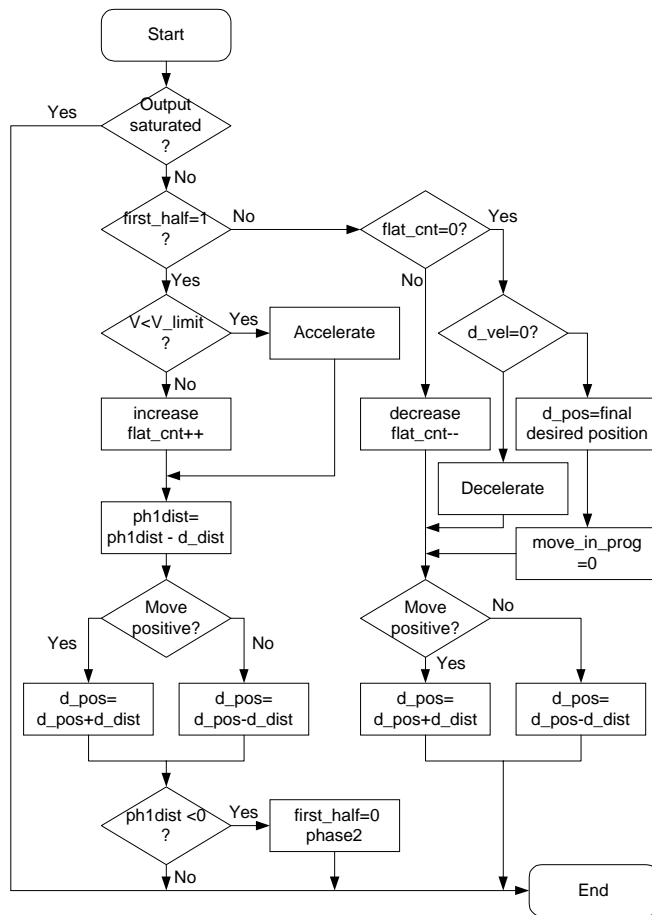 Start
Output
saturated
?
Yes
No
first_half=1
?
No
Yes
flat_cnt=0?
Yes
No
V<V_limit
?
Yes
No
Accelerate
d_vel=0?
increase
flat_cnt++
decrease
flat_cnt--
d_pos=final
desired position
Decelerate
ph1dist=
ph1dist - d_dist
move_in_prog
=0
Move
positive?
Yes
No
Move
positive?
No
Yes
d_pos=
d_pos+d_dist
d_pos=
d_pos-d_dist
d_pos=
d_pos+d_dist
d_pos=
d_pos-d_dist
ph1dist <0
?
Yes
No
first_half=0
phase2
End